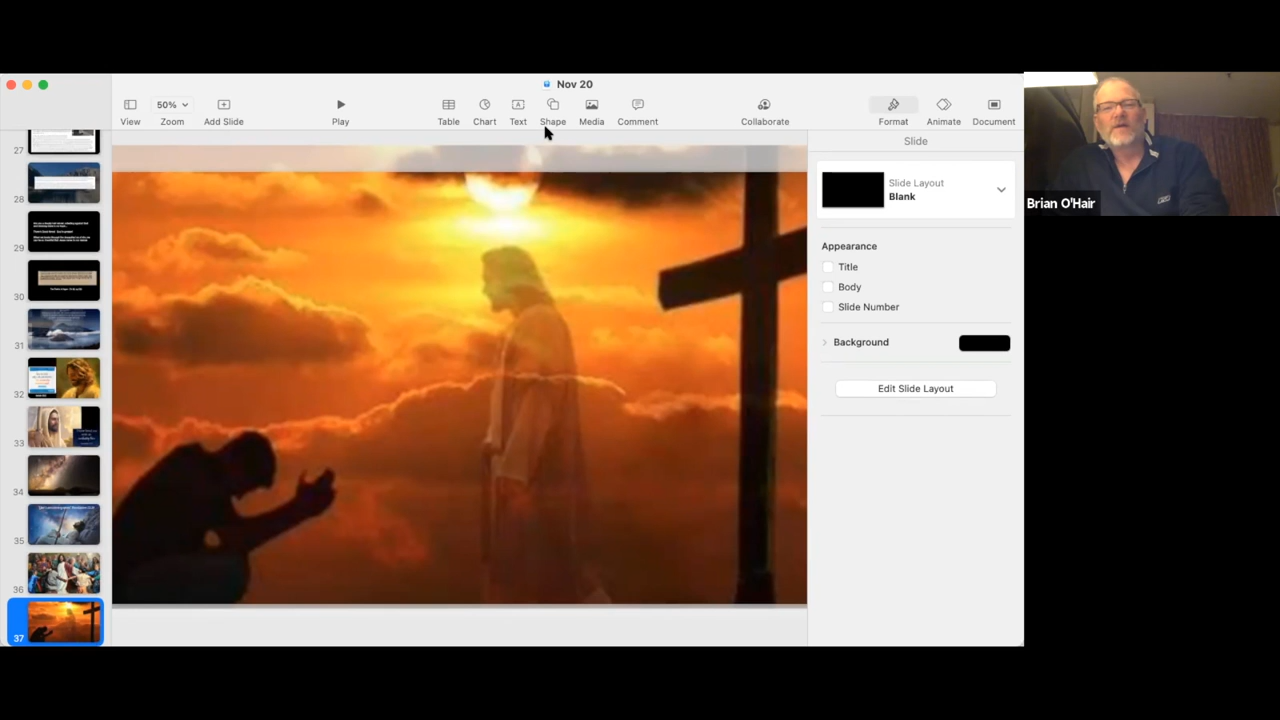 Nov 20
50%
View
Zoom
Add Slide
Play
Table
Chart
Text
Shape
Media
Comment
Collaborate
Format
Animate
Document
Slide
Slide Layout
Blank
Appearance
Title
Body
Slide Number
Background
Edit Slide Layout
27
28
29
30
31
32
33
34
35
36
37
Brian O'Hair